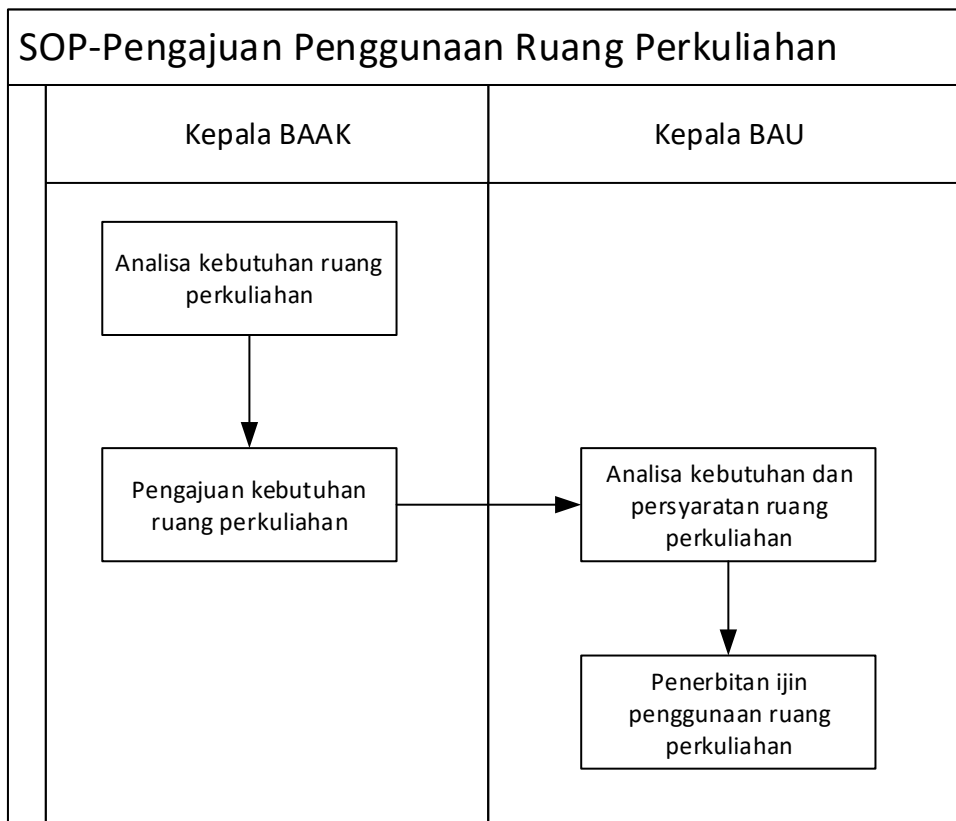 SOP-Pengajuan Penggunaan Ruang Perkuliahan
Kepala BAAK
Kepala BAU
Analisa kebutuhan ruang
perkuliahan
Pengajuan kebutuhan
ruang perkuliahan
Analisa kebutuhan dan
persyaratan ruang
perkuliahan
Penerbitan ijin
penggunaan ruang
perkuliahan